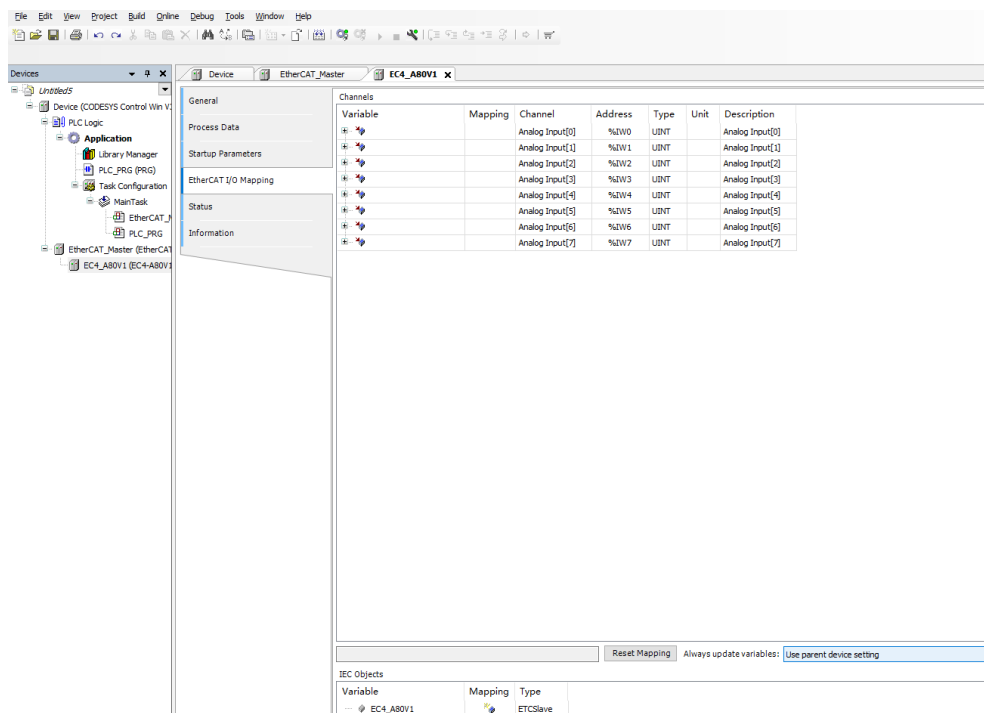 File Edit View Project Build Online Debug Tools Window Help
Devices
Device
EtherCAT_Master
EC4_A80V1
Untitled5
Device (CODESYS Control Win V3
PLC Logic
Application
Library Manager
PLC_PRG (PRG)
Task Configuration
MainTask
EtherCAT_M
PLC_PRG
EtherCAT_Master (EtherCAT
EC4_A80V1 (EC4-A80V1
General
Process Data
Startup Parameters
EtherCAT I/O Mapping
Status
Information
Channels
Variable Mapping Channel Address Type Unit Description
Analog Input[0] %IW0 UINT Analog Input[0]
Analog Input[1] %IW1 UINT Analog Input[1]
Analog Input[2] %IW2 UINT Analog Input[2]
Analog Input[3] %IW3 UINT Analog Input[3]
Analog Input[4] %IW4 UINT Analog Input[4]
Analog Input[5] %IW5 UINT Analog Input[5]
Analog Input[6] %IW6 UINT Analog Input[6]
Analog Input[7] %IW7 UINT Analog Input[7]
Reset Mapping Always update variables: Use parent device setting
IEC Objects
Variable Mapping Type
EC4_A80V1 ETCSlave